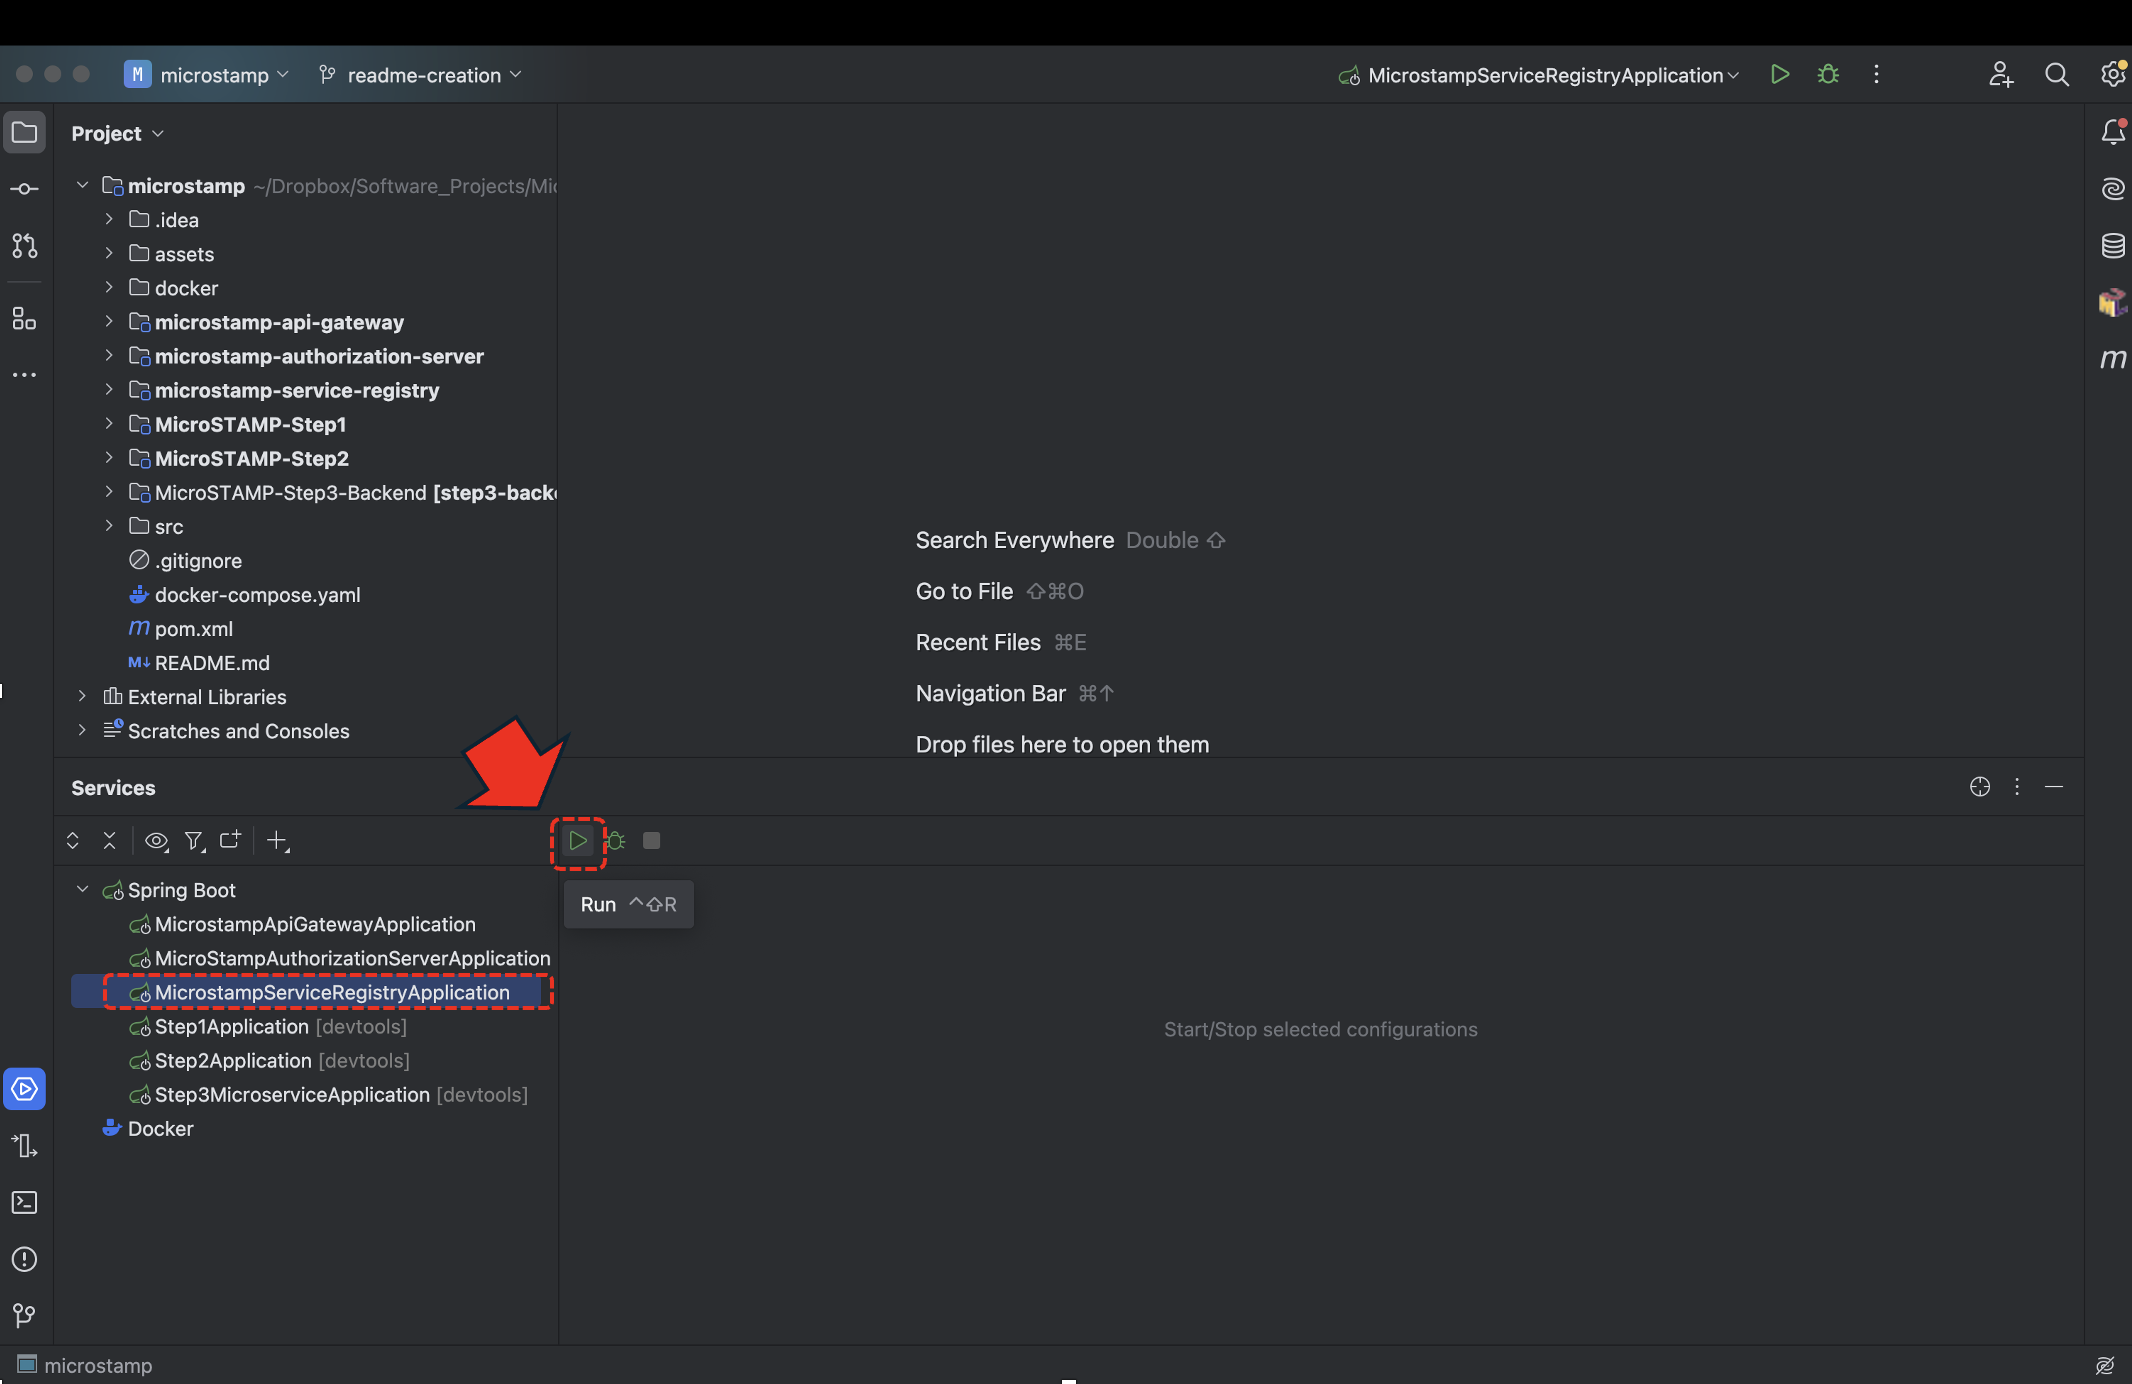 M microstamp readme-creation MicrostampServiceRegistryApplication
Project
microstamp ~/Dropbox/Software_Projects/Mic
.idea
assets
docker
microstamp-api-gateway
microstamp-authorization-server
microstamp-service-registry
MicroSTAMP-Step1
MicroSTAMP-Step2
MicroSTAMP-Step3-Backend [step3-backe
src
.gitignore
docker-compose.yaml
m pom.xml
M↓ README.md
External Libraries
Scratches and Consoles
m
Search Everywhere Double ⇧
Go to File ⇧⌘O
Recent Files ⌘E
Navigation Bar ⌘↑
Drop files here to open them
Services
Run ^⇧R
Spring Boot
MicrostampApiGatewayApplication
MicroStampAuthorizationServerApplication
MicrostampServiceRegistryApplication
Step1Application [devtools]
Step2Application [devtools]
Step3MicroserviceApplication [devtools]
Docker
Start/Stop selected configurations
microstamp